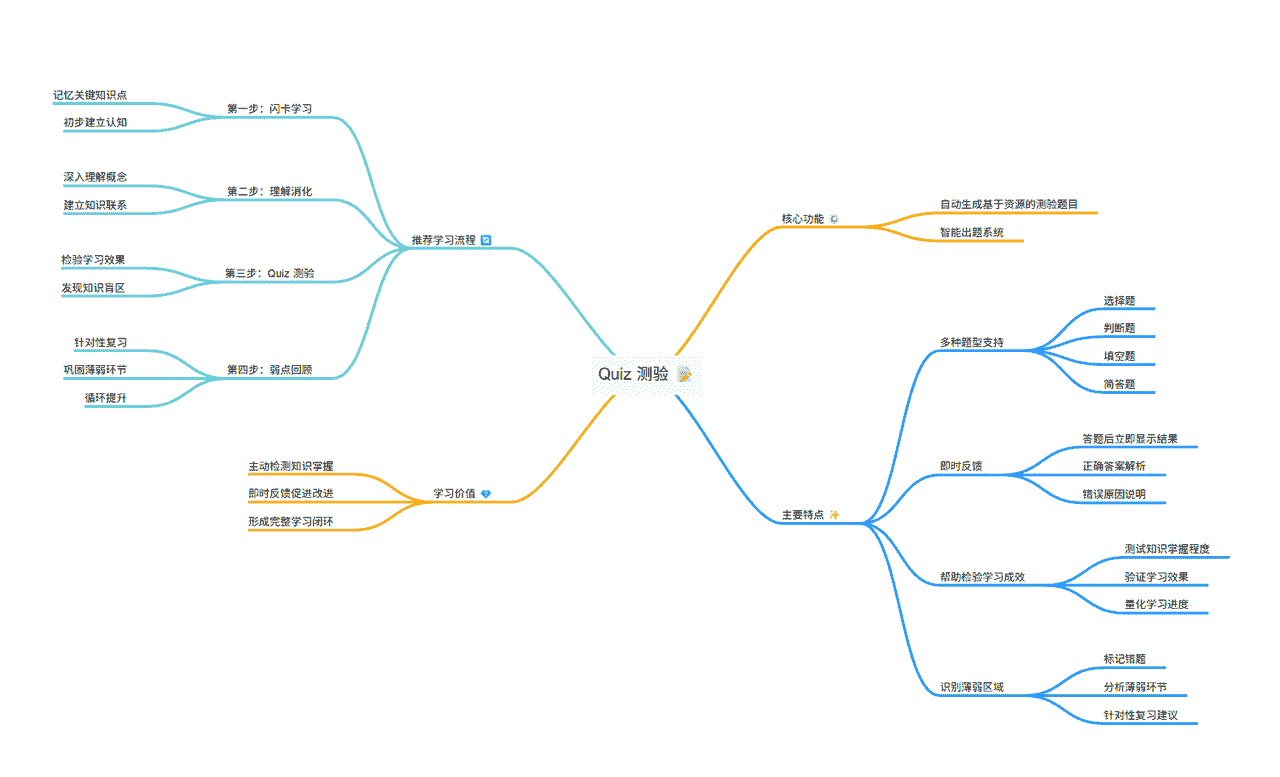 Quiz 测验 📝
核心功能 ⚙️
自动生成基于资源的测验题目
智能出题系统
主要特点 ✨
多种题型支持
选择题
判断题
填空题
简答题
即时反馈
答题后立即显示结果
正确答案解析
错误原因说明
帮助检验学习成效
测试知识掌握程度
验证学习效果
量化学习进度
识别薄弱区域
标记错题
分析薄弱环节
针对性复习建议
推荐学习流程 🔄
第一步：闪卡学习
记忆关键知识点
初步建立认知
第二步：理解消化
深入理解概念
建立知识联系
第三步：Quiz 测验
检验学习效果
发现知识盲区
第四步：弱点回顾
针对性复习
巩固薄弱环节
循环提升
学习价值 💎
主动检测知识掌握
即时反馈促进改进
形成完整学习闭环